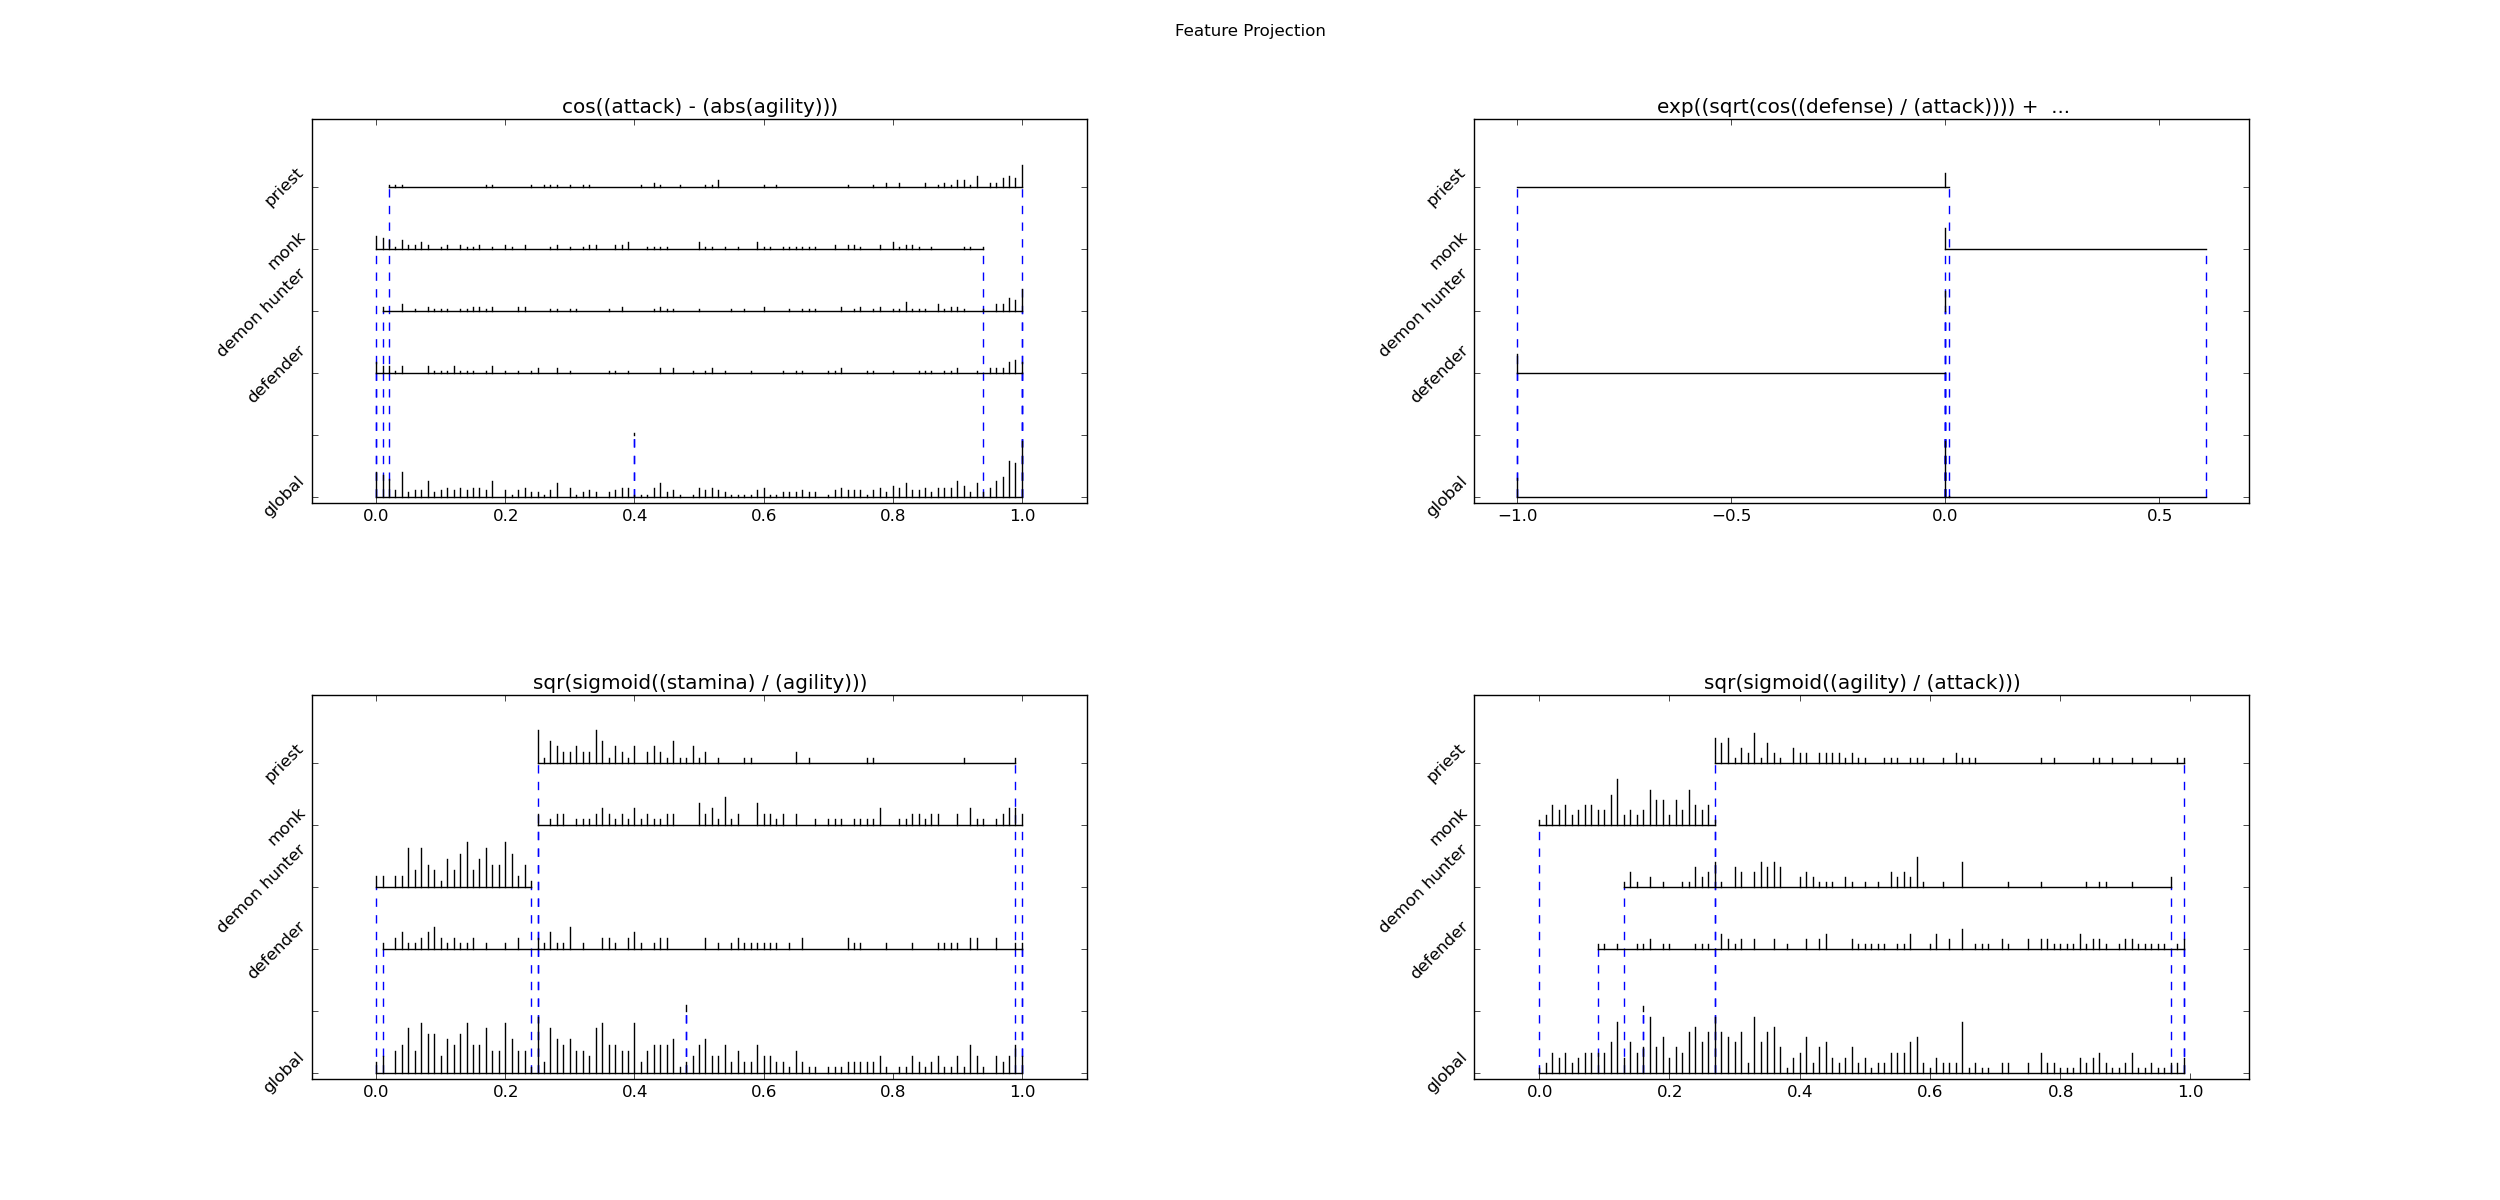 Feature Projection
cos((attack) - (abs(agility)))
priest
monk
demon hunter
defender
global
0.0 0.2 0.4 0.6 0.8 1.0
exp((sqrt(cos((defense) / (attack)))) +  ...
priest
monk
demon hunter
defender
global
−1.0 −0.5 0.0 0.5
sqr(sigmoid((stamina) / (agility)))
priest
monk
demon hunter
defender
global
0.0 0.2 0.4 0.6 0.8 1.0
sqr(sigmoid((agility) / (attack)))
priest
monk
demon hunter
defender
global
0.0 0.2 0.4 0.6 0.8 1.0